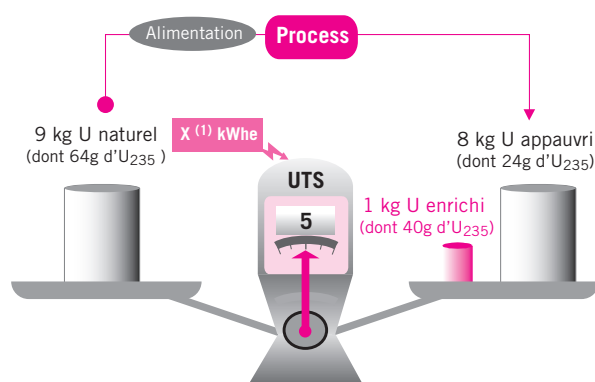 Alimentation
Process
9 kg U naturel
(dont 64g d'U235 )
X (1) kWhe
8 kg U appauvri
(dont 24g d'U235)
UTS
5
1 kg U enrichi
(dont 40g d'U235)